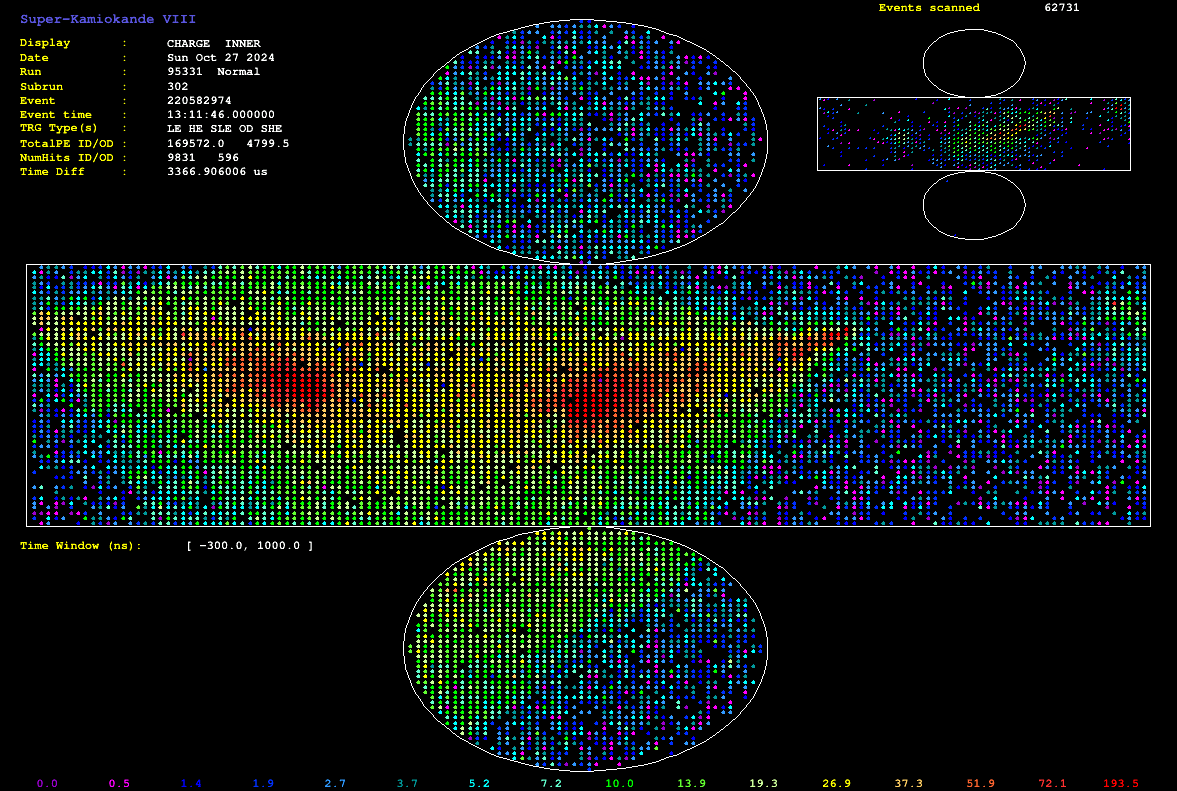 Super-Kamiokande VIII
Display : CHARGE INNER
Date : Sun Oct 27 2024
Run : 95331 Normal
Subrun : 302
Event : 220582974
Event time : 13:11:46.000000
TRG Type(s) : LE HE SLE OD SHE
TotalPE ID/OD : 169572.0 4799.5
NumHits ID/OD : 9831 596
Time Diff : 3366.906006 us
Events scanned 62731
Time Window (ns): [ -300.0, 1000.0 ]
0.0 0.5 1.4 1.9 2.7 3.7 5.2 7.2 10.0 13.9 19.3 26.9 37.3 51.9 72.1 193.5